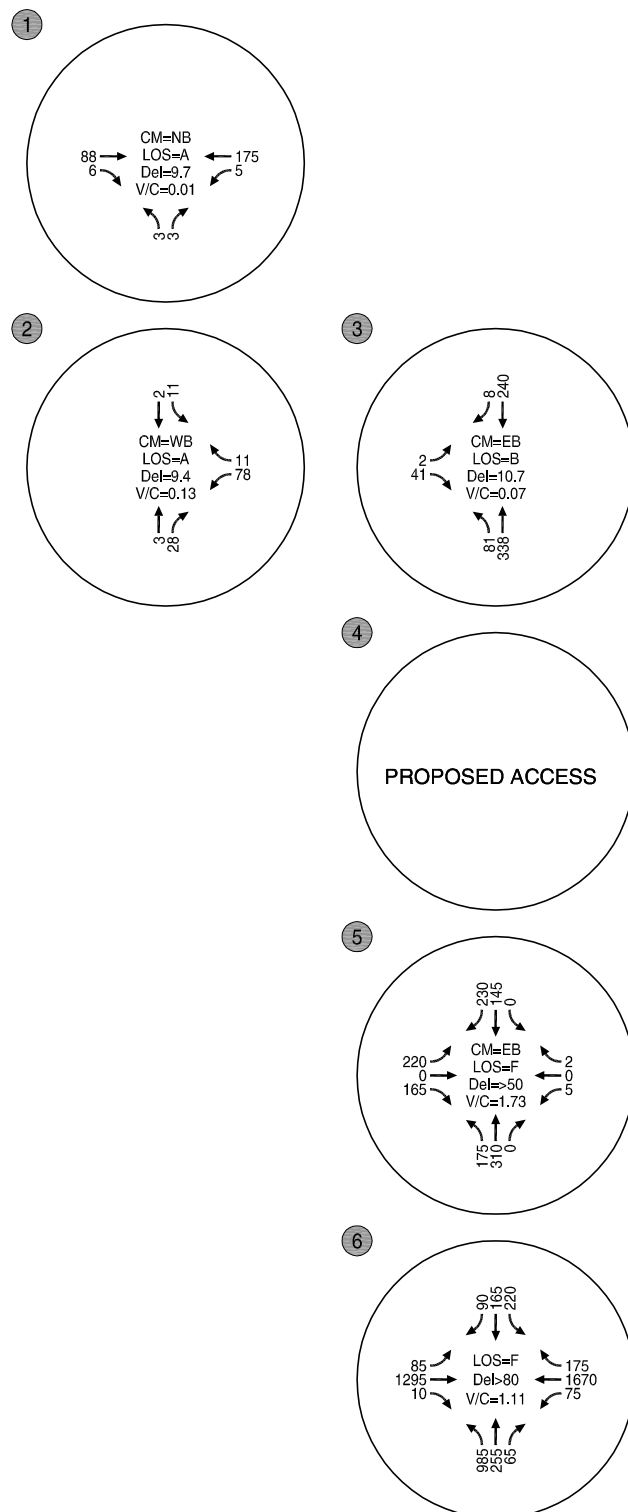 1
CM=NB
88 LOS=A 175
6 Del=9.7 5
V/C=0.01
3 3
2
2 11
CM=WB
LOS=A 11
Del=9.4 78
V/C=0.13
3 28
3
8 240
CM=EB
2 LOS=B
41 Del=10.7
V/C=0.07
81 338
4
PROPOSED ACCESS
5
230 145 0
CM=EB
220 LOS=F 2
0 Del=>50 0
165 V/C=1.73 5
175 310 0
6
90 165 220
85 LOS=F 175
1295 Del>80 1670
10 V/C=1.11 75
985 255 65